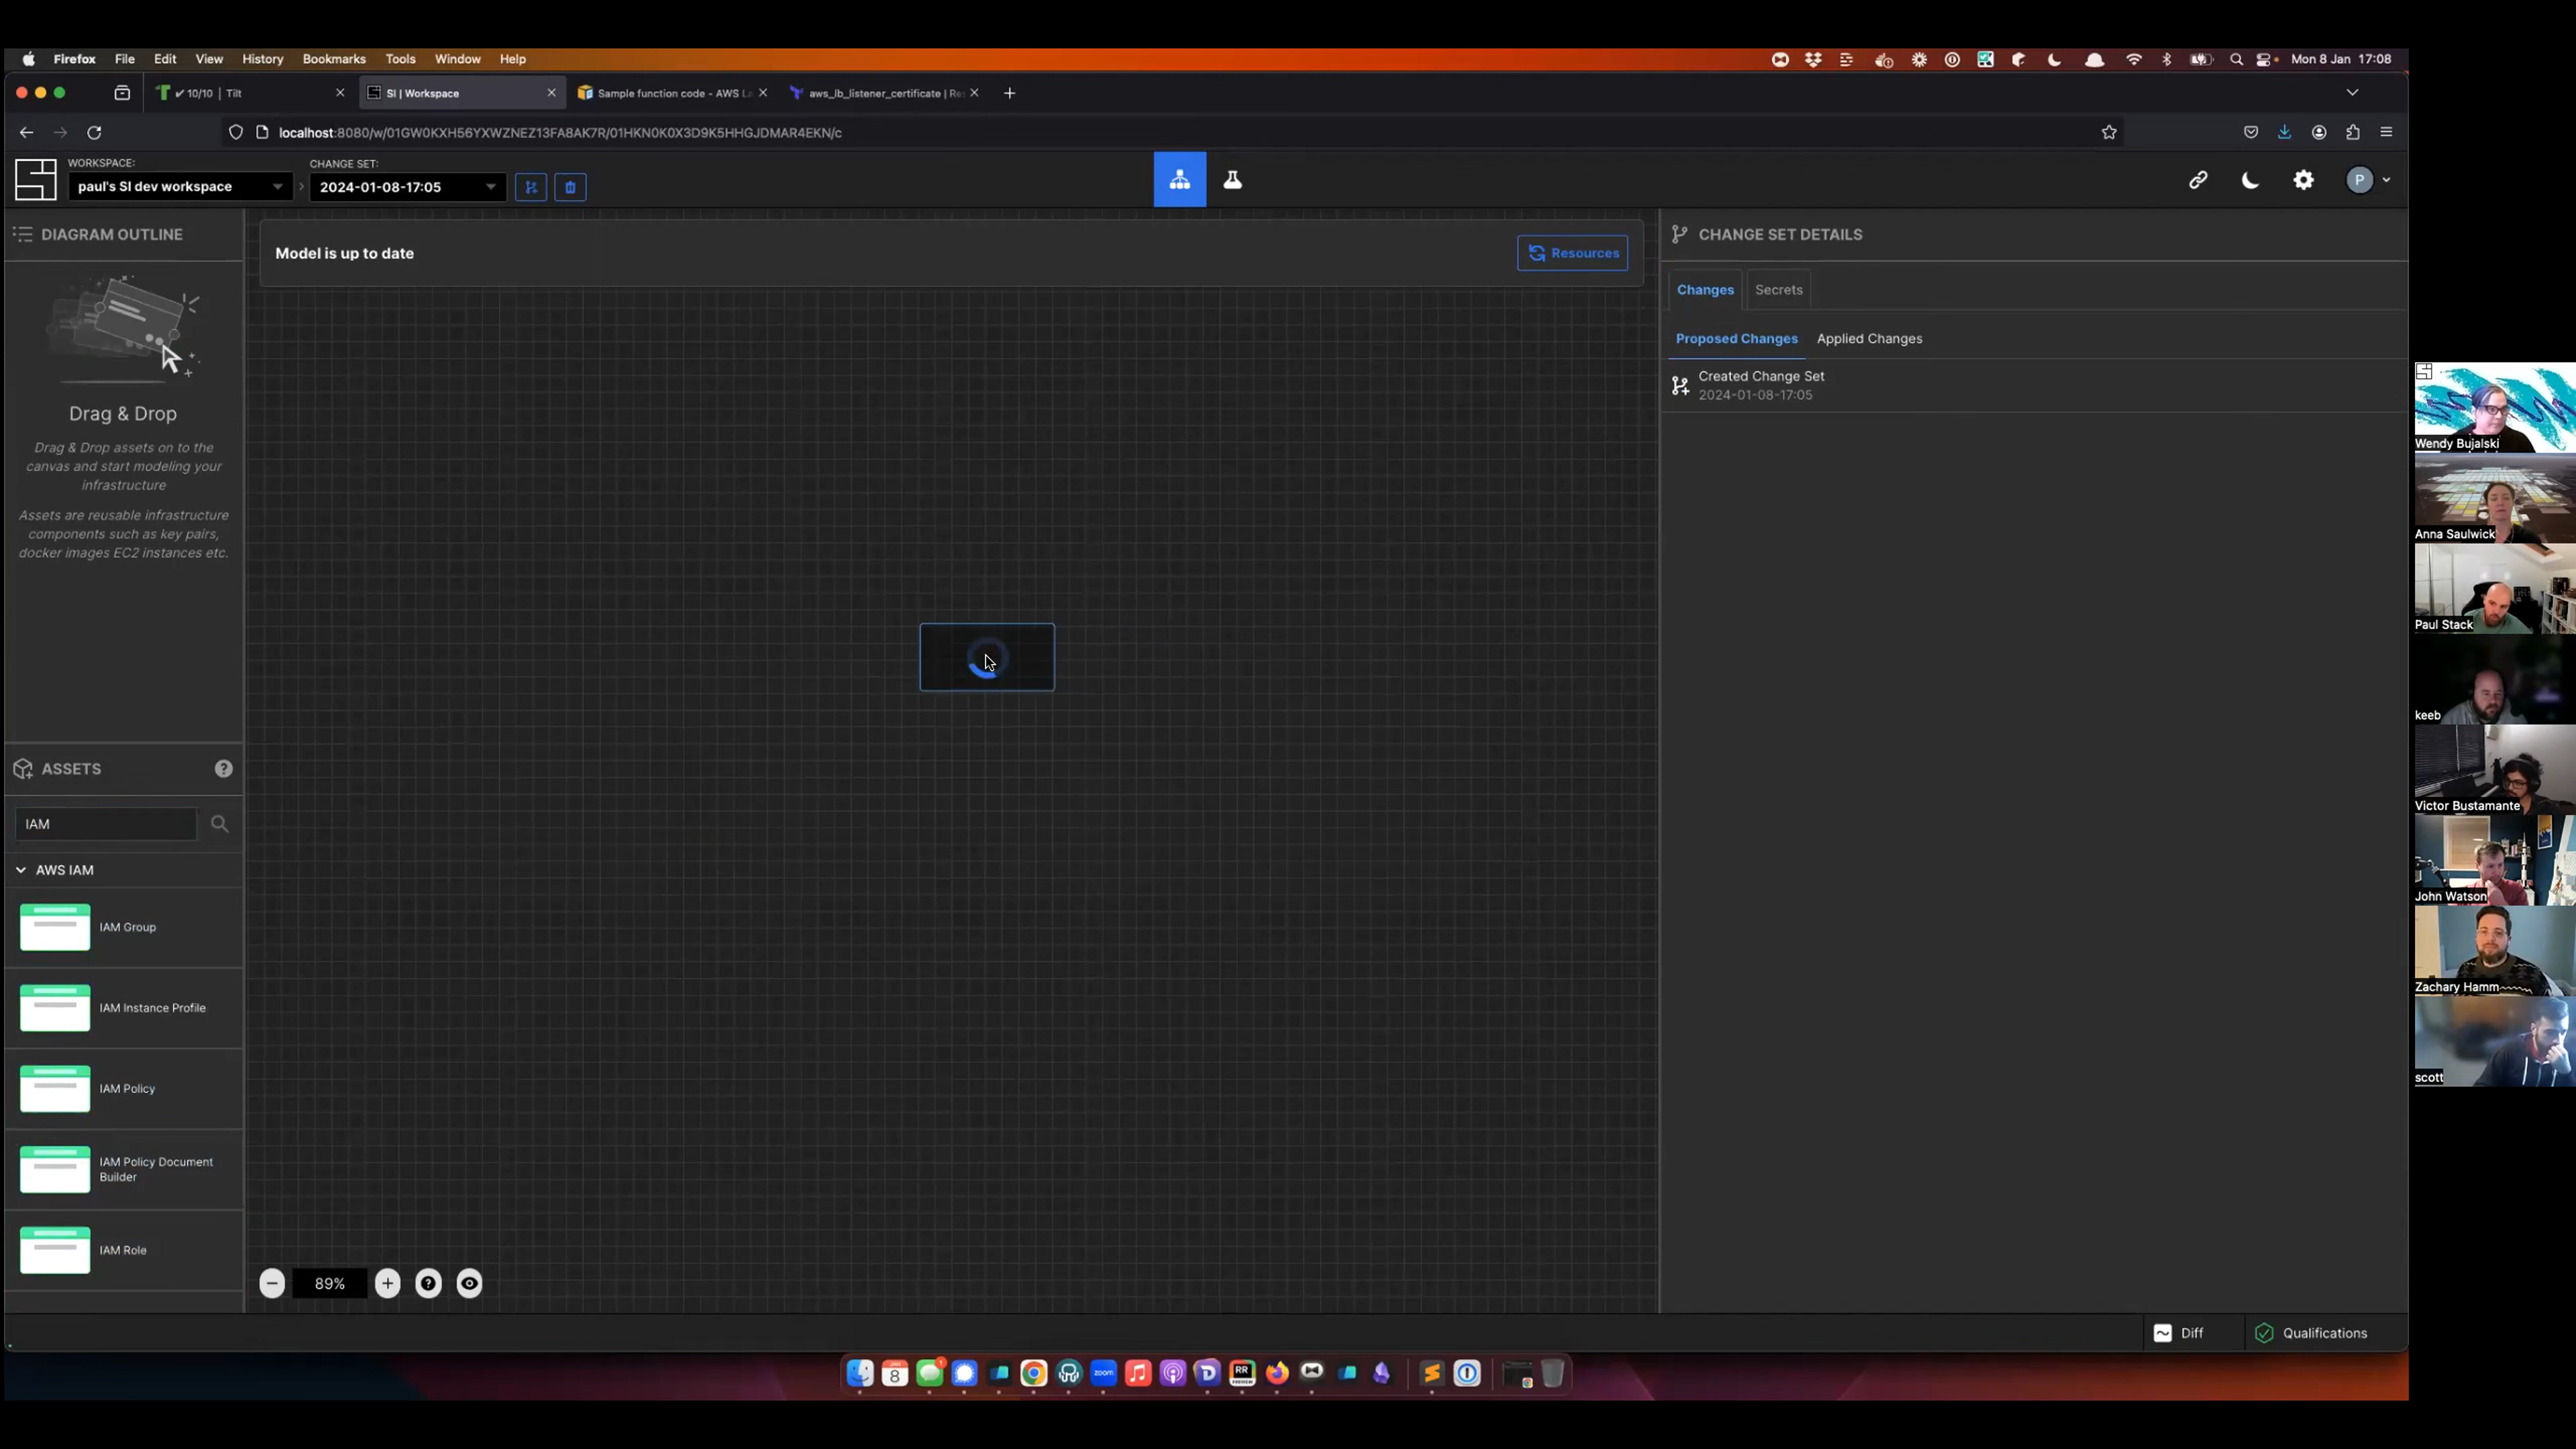 Firefox File Edit View History Bookmarks Tools Window Help
Mon 8 Jan 17:08
✔ 10/10 | Tilt
SI | Workspace
Sample function code - AWS La
aws_lb_listener_certificate | Re
localhost:8080/w/01GW0KXH56YXWZNEZ13FA8AK7R/01HKN0K0X3D9K5HHGJDMAR4EKN/c
WORKSPACE:
paul's SI dev workspace
CHANGE SET:
2024-01-08-17:05
P
DIAGRAM OUTLINE
Drag & Drop
Drag & Drop assets on to the
canvas and start modeling your
infrastructure
Assets are reusable infrastructure
components such as key pairs,
docker images EC2 instances etc.
Model is up to date
Resources
CHANGE SET DETAILS
Changes Secrets
Proposed Changes Applied Changes
Created Change Set
2024-01-08-17:05
ASSETS
IAM
AWS IAM
IAM Group
IAM Instance Profile
IAM Policy
IAM Policy Document
Builder
IAM Role
89%
Diff
Qualifications
JAN
8
1
zoom
RR
Wendy Bujalski
Anna Saulwick
Paul Stack
keeb
Victor Bustamante
John Watson
Zachary Hamm
scott